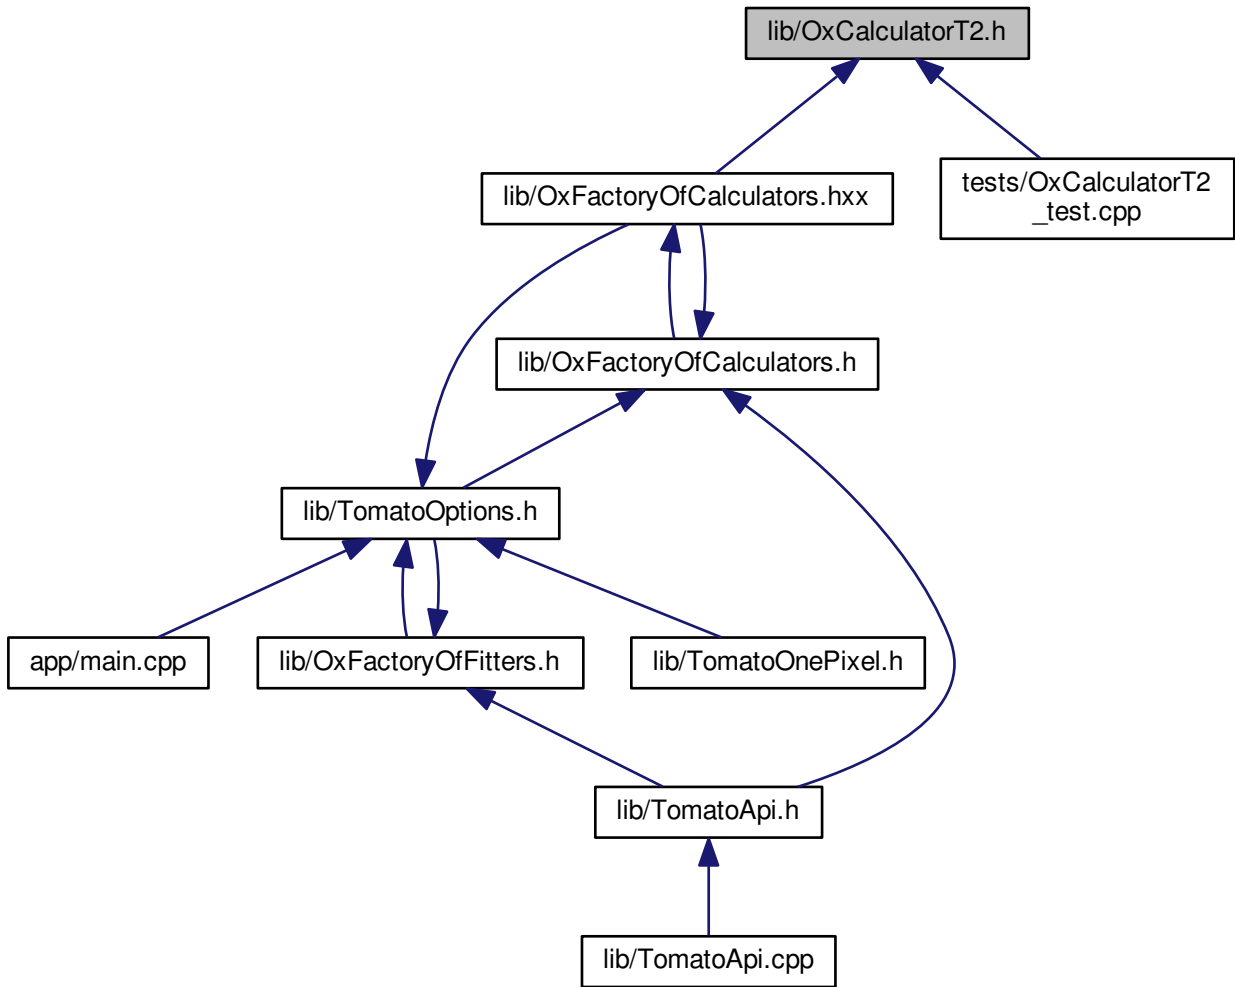 lib/OxCalculatorT2.h
lib/OxFactoryOfCalculators.hxx
tests/OxCalculatorT2
_test.cpp
lib/OxFactoryOfCalculators.h
lib/TomatoOptions.h
app/main.cpp
lib/OxFactoryOfFitters.h
lib/TomatoOnePixel.h
lib/TomatoApi.h
lib/TomatoApi.cpp